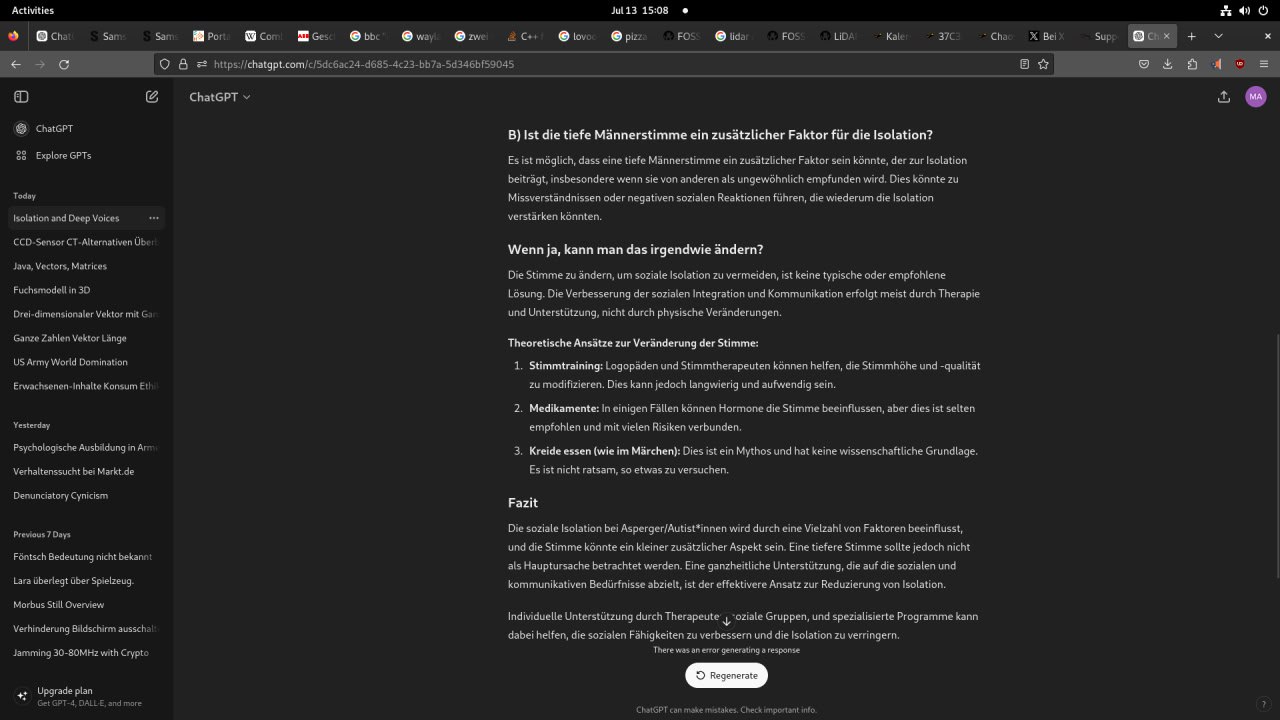 Activities
Jul 13 15:08
Chat
Sams
Sams
Porta
Coml
Gesch
bbc
wayla
zwei
C++ f
lovoo
pizza
FOSS
lidar
FOSS
LiDAI
Kalen
37C3
Chao
Bei X
Suppo
Ch
https://chatgpt.com/c/5dc6ac24-d685-4c23-bb7a-5d346bf59045
ChatGPT
MA
ChatGPT
Explore GPTs
Today
Isolation and Deep Voices
CCD-Sensor CT-Alternativen Überb
Java, Vectors, Matrices
Fuchsmodell in 3D
Drei-dimensionaler Vektor mit Gan
Ganze Zahlen Vektor Länge
US Army World Domination
Erwachsenen-Inhalte Konsum Ethik
Yesterday
Psychologische Ausbildung in Arme
Verhaltenssucht bei Markt.de
Denunciatory Cynicism
Previous 7 Days
Föntsch Bedeutung nicht bekannt
Lara überlegt über Spielzeug.
Morbus Still Overview
Verhinderung Bildschirm ausschalt
Jamming 30-80MHz with Crypto
Upgrade plan
Get GPT-4, DALL·E, and more
B) Ist die tiefe Männerstimme ein zusätzlicher Faktor für die Isolation?
Es ist möglich, dass eine tiefe Männerstimme ein zusätzlicher Faktor sein könnte, der zur Isolation
beiträgt, insbesondere wenn sie von anderen als ungewöhnlich empfunden wird. Dies könnte zu
Missverständnissen oder negativen sozialen Reaktionen führen, die wiederum die Isolation
verstärken könnten.
Wenn ja, kann man das irgendwie ändern?
Die Stimme zu ändern, um soziale Isolation zu vermeiden, ist keine typische oder empfohlene
Lösung. Die Verbesserung der sozialen Integration und Kommunikation erfolgt meist durch Therapie
und Unterstützung, nicht durch physische Veränderungen.
Theoretische Ansätze zur Veränderung der Stimme:
1. Stimmtraining: Logopäden und Stimmtherapeuten können helfen, die Stimmhöhe und -qualität
zu modifizieren. Dies kann jedoch langwierig und aufwendig sein.
2. Medikamente: In einigen Fällen können Hormone die Stimme beeinflussen, aber dies ist selten
empfohlen und mit vielen Risiken verbunden.
3. Kreide essen (wie im Märchen): Dies ist ein Mythos und hat keine wissenschaftliche Grundlage.
Es ist nicht ratsam, so etwas zu versuchen.
Fazit
Die soziale Isolation bei Asperger/Autist*innen wird durch eine Vielzahl von Faktoren beeinflusst,
und die Stimme könnte ein kleiner zusätzlicher Aspekt sein. Eine tiefere Stimme sollte jedoch nicht
als Hauptursache betrachtet werden. Eine ganzheitliche Unterstützung, die auf die sozialen und
kommunikativen Bedürfnisse abzielt, ist der effektivere Ansatz zur Reduzierung von Isolation.
Individuelle Unterstützung durch Therapeute soziale Gruppen, und spezialisierte Programme kann
dabei helfen, die sozialen Fähigkeiten zu verbessern und die Isolation zu verringern.
There was an error generating a response
Regenerate
ChatGPT can make mistakes. Check important info.
?